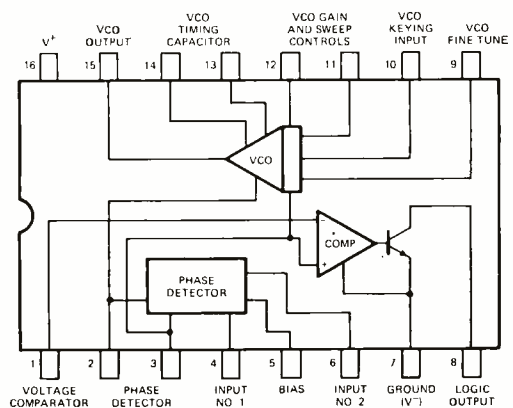 V+
VCO
OUTPUT
VCO
TIMING
CAPACITOR
VCO GAIN
AND SWEEP
CONTROLS
VCO
KEYING
INPUT
VCO
FINE TUNE
16
15
14
13
12
11
10
9
VCO
−
COMP
+
PHASE
DETECTOR
1
2
3
4
5
6
7
8
VOLTAGE
COMPARATOR
PHASE
DETECTOR
INPUT
NO 1
BIAS
INPUT
NO 2
GROUND
(V−)
LOGIC
OUTPUT